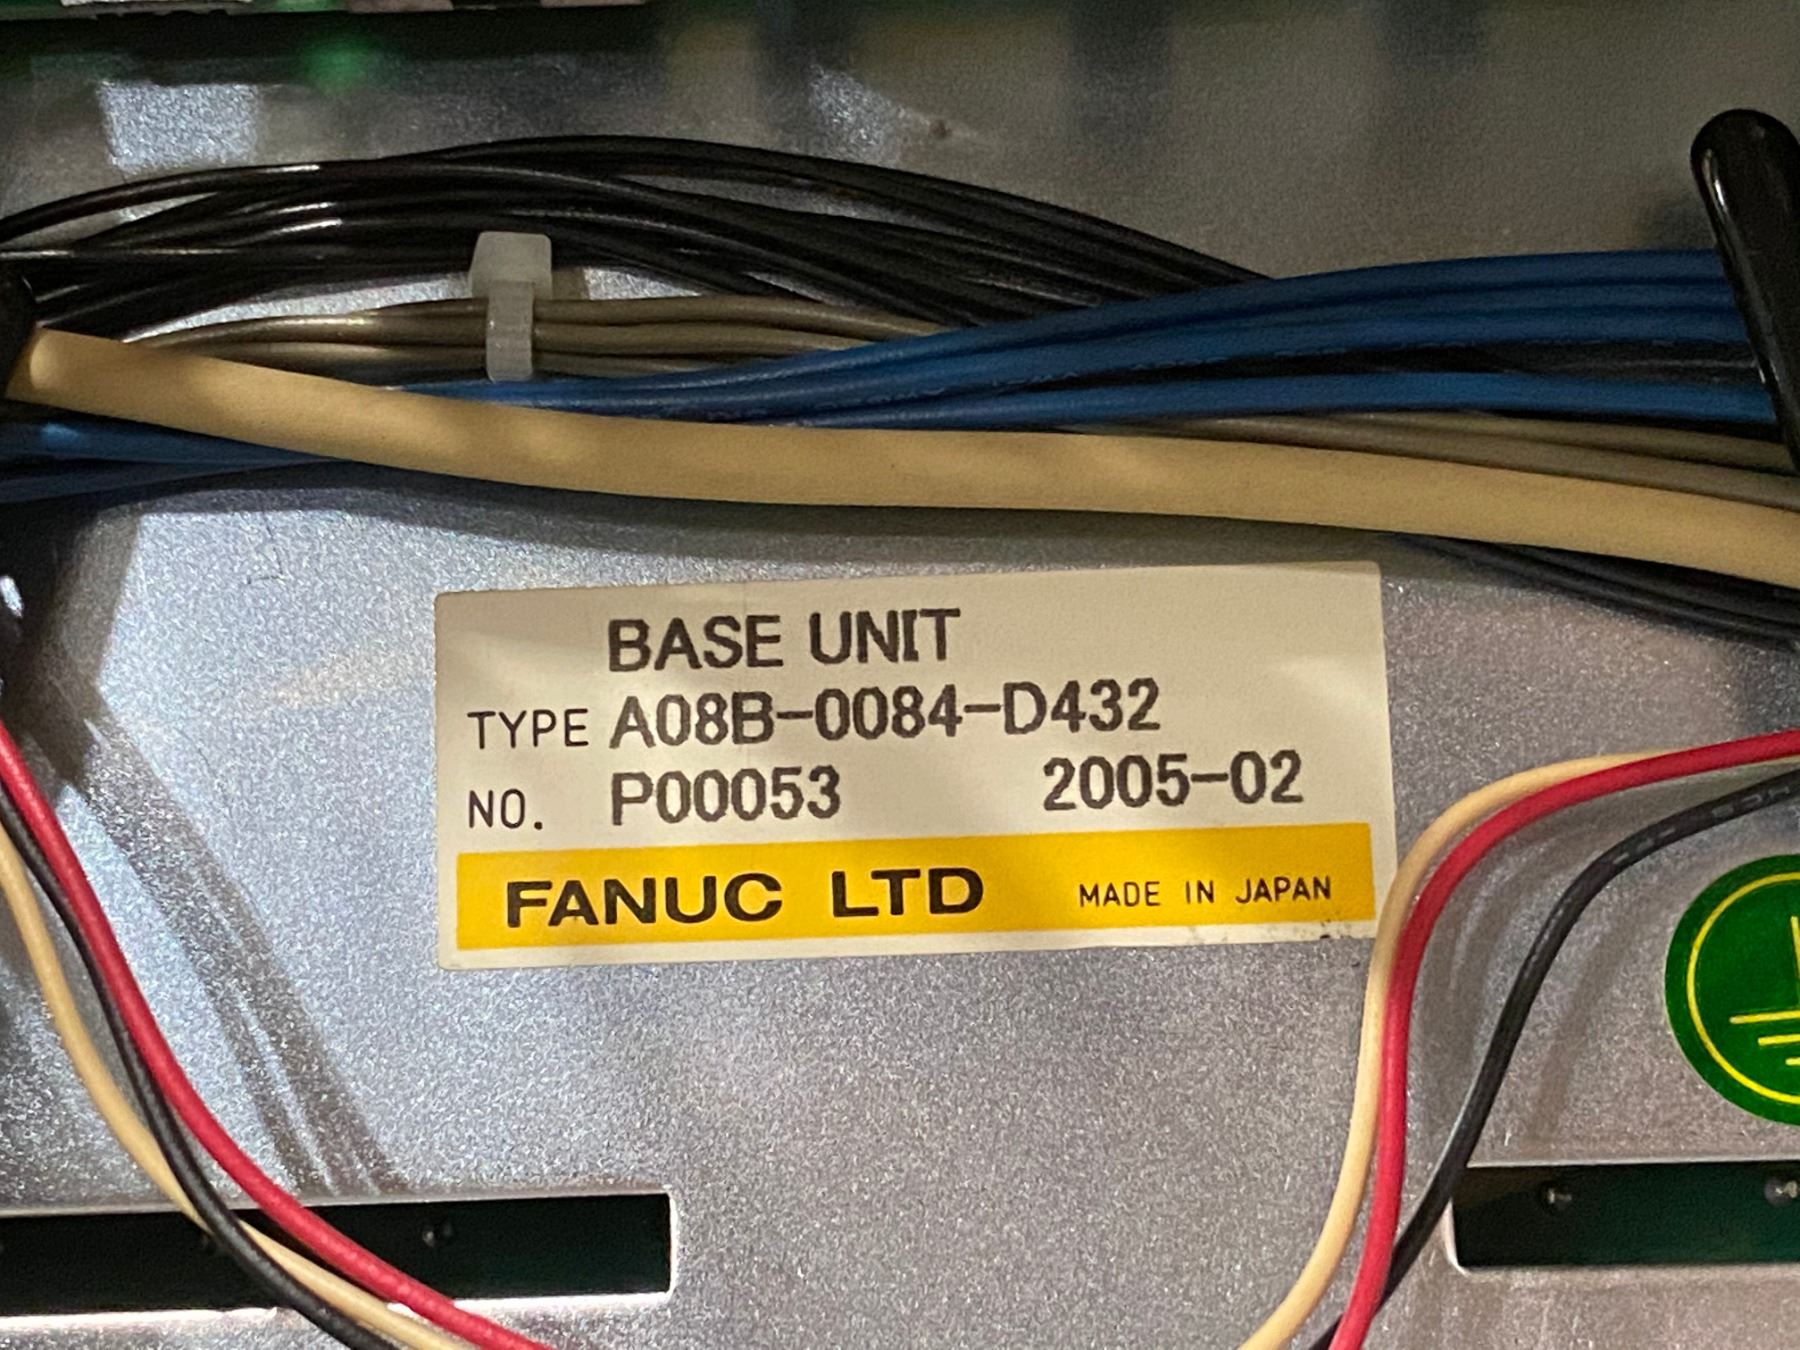 BASE UNIT
TYPE A08B-0084-D432
NO. P00053 2005-02
FANUC LTD MADE IN JAPAN